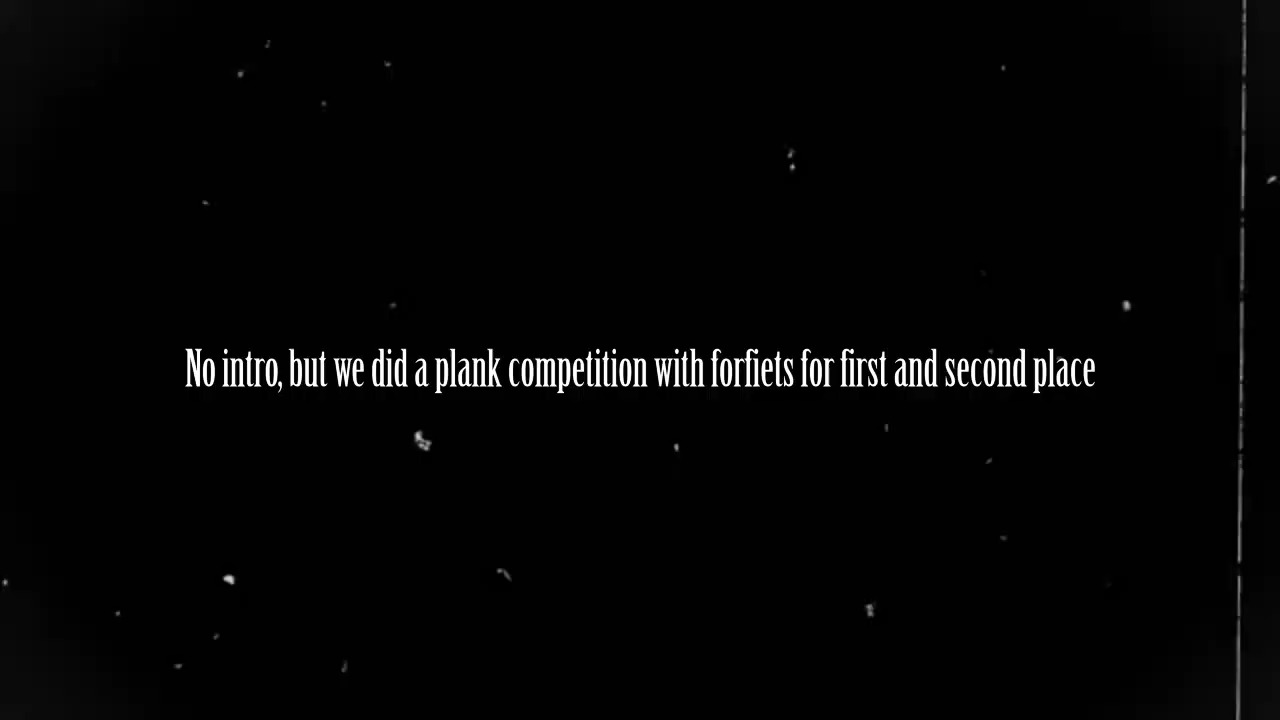 No intro, but we did a plank competition with forfiets for first and second place